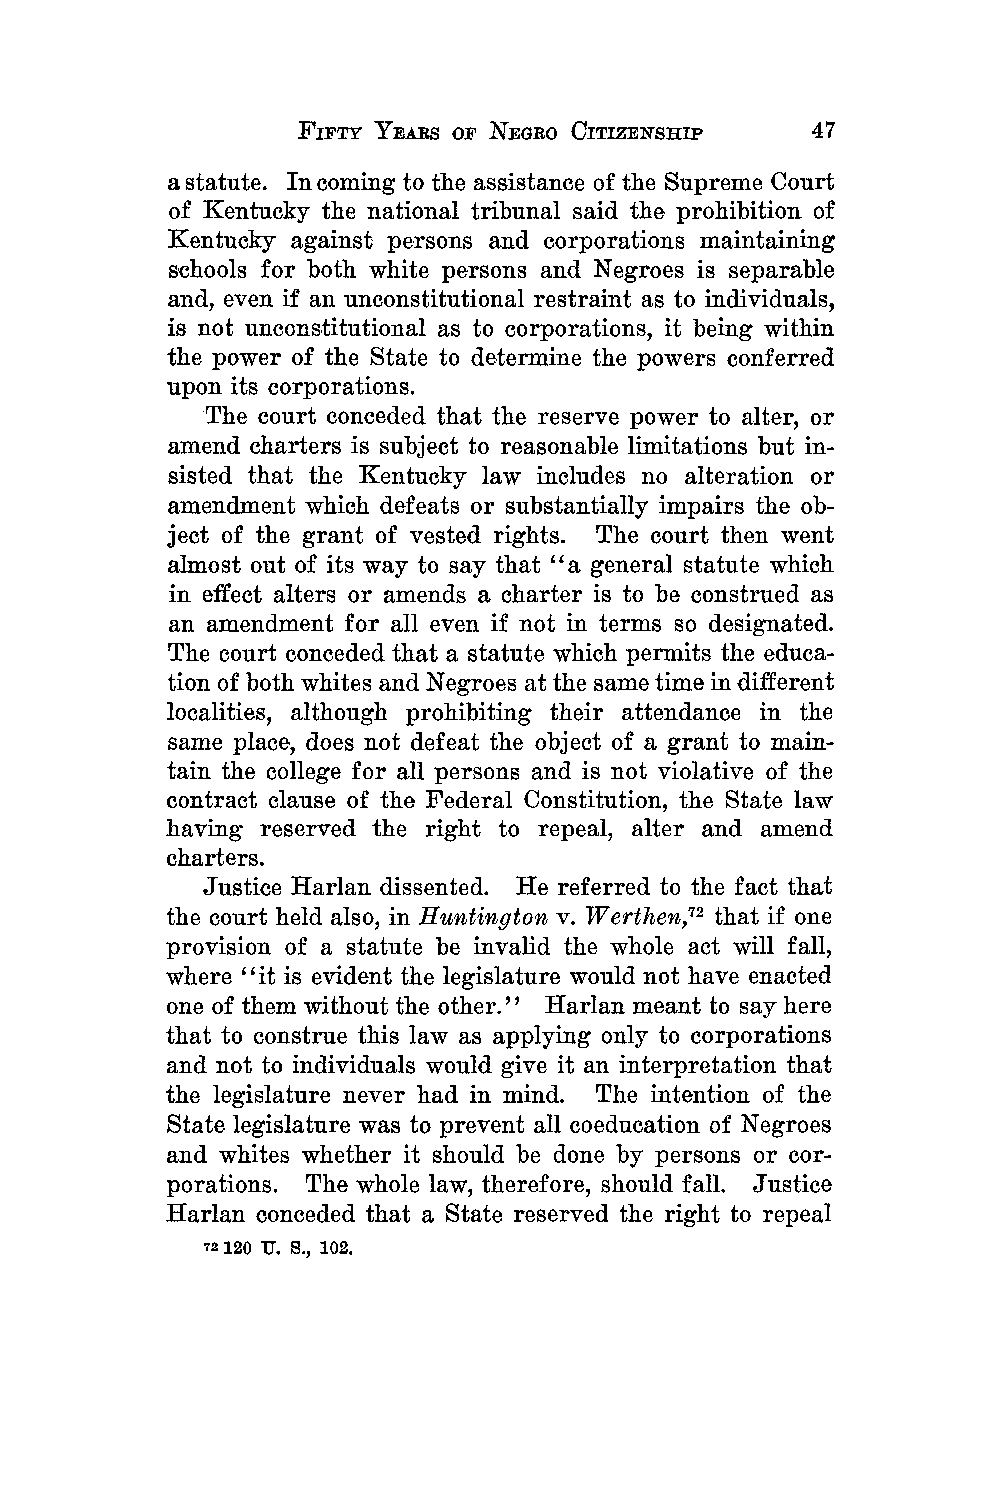 FIFTY YEARS OF NEGRO CITIZENSHIP 47
a statute. In coming to the assistance of the Supreme Court
of Kentucky the national tribunal said the prohibition of
Kentucky against persons and corporations maintaining
schools for both white persons and Negroes is separable
and, even if an unconstitutional restraint as to individuals,
is not unconstitutional as to corporations, it being within
the power of the State to determine the powers conferred
upon its corporations.
The court conceded that the reserve power to alter, or
amend charters is subject to reasonable limitations but in-
sisted that the Kentucky law includes no alteration or
amendment which defeats or substantially impairs the ob-
ject of the grant of vested rights. The court then went
almost out of its way to say that "a general statute which
in effect alters or amends a charter is to be construed as
an amendment for all even if not in terms so designated.
The court conceded that a statute which permits the educa-
tion of both whites and Negroes at the same time in different
localities, although prohibiting their attendance in the
same place, does not defeat the object of a grant to main-
tain the college for all persons and is not violative of the
contract clause of the Federal Constitution, the State law
having reserved the right to repeal, alter and amend
charters.
Justice Harlan dissented. He referred to the fact that
the court held also, in Huntington v. Werthen,72 that if one
provision of a statute be invalid the whole act will fall,
where "it is evident the legislature would not have enacted
one of them without the other." Harlan meant to say here
that to construe this law as applying only to corporations
and not to individuals would give it an interpretation that
the legislature never had in mind. The intention of the
State legislature was to prevent all coeducation of Negroes
and whites whether it should be done by persons or cor-
porations. The whole law, therefore, should fall. Justice
Harlan conceded that a State reserved the right to repeal
72 120 U. S., 102.